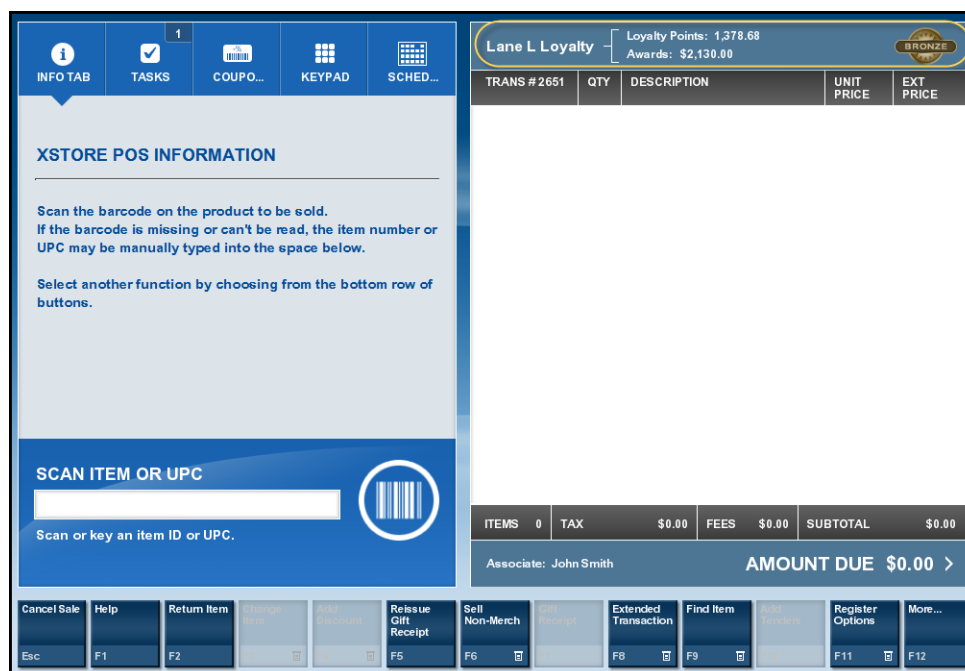 1
INFO TAB
TASKS
COUPO...
KEYPAD
SCHED...
XSTORE POS INFORMATION
Scan the barcode on the product to be sold.
If the barcode is missing or can't be read, the item number or
UPC may be manually typed into the space below.
Select another function by choosing from the bottom row of
buttons.
SCAN ITEM OR UPC
Scan or key an item ID or UPC.
Lane L Loyalty
Loyalty Points: 1,378.68
Awards: $2,130.00
BRONZE
TRANS # 2651 QTY DESCRIPTION UNIT PRICE EXT PRICE
ITEMS 0 TAX $0.00 FEES $0.00 SUBTOTAL $0.00
Associate: John Smith AMOUNT DUE $0.00 >
Cancel Sale
Esc
Help
F1
Return Item
F2
Change
Item
Add
Discount
Reissue
Gift
Receipt
F5
Sell
Non-Merch
F6
Gift
Receipt
Extended
Transaction
F8
Find Item
F9
Add
Tenders
Register
Options
F11
More...
F12